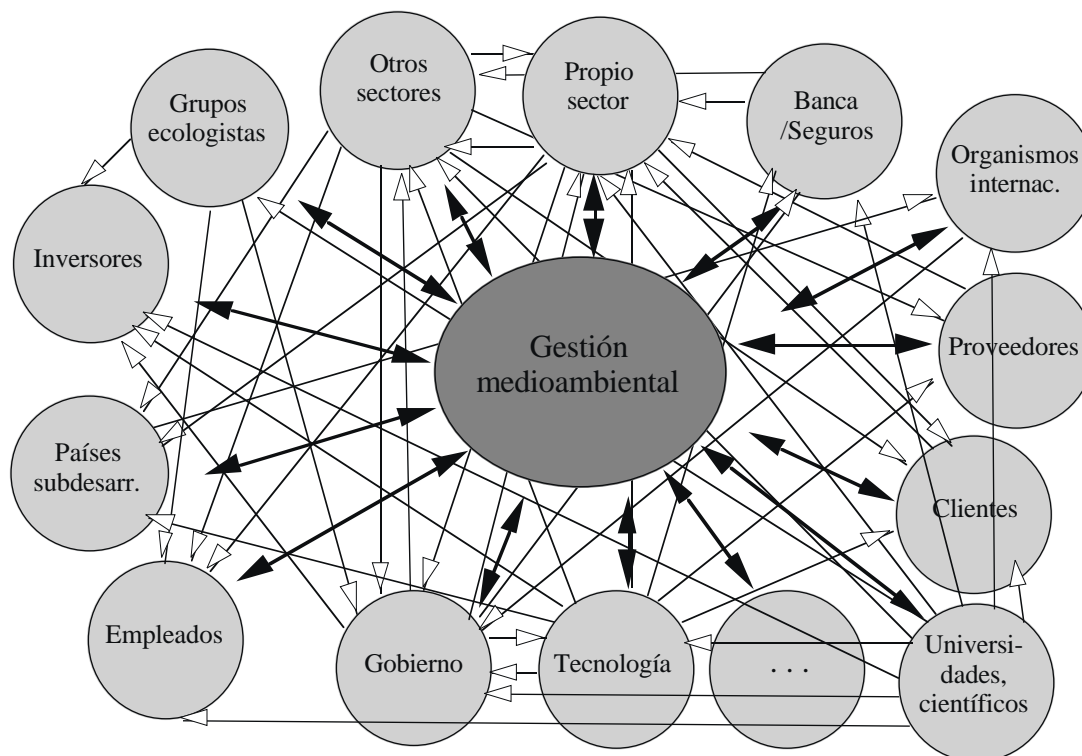 Otros
sectores
Propio
sector
Grupos
ecologistas
Banca
/Seguros
Organismos
internac.
Inversores
Gestión
medioambiental
Proveedores
Países
subdesarr.
Clientes
Empleados
Gobierno
Tecnología
. . .
Universi-
dades,
científicos